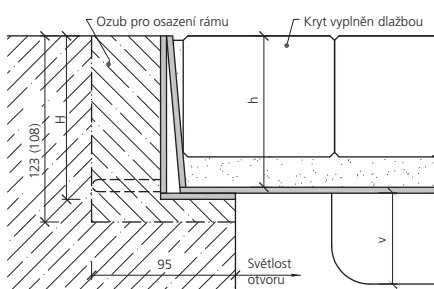 Ozub pro osazení rámu
Kryt vyplněn dlažbou
123 (108)
H
h
v
95
Světlost
otvoru